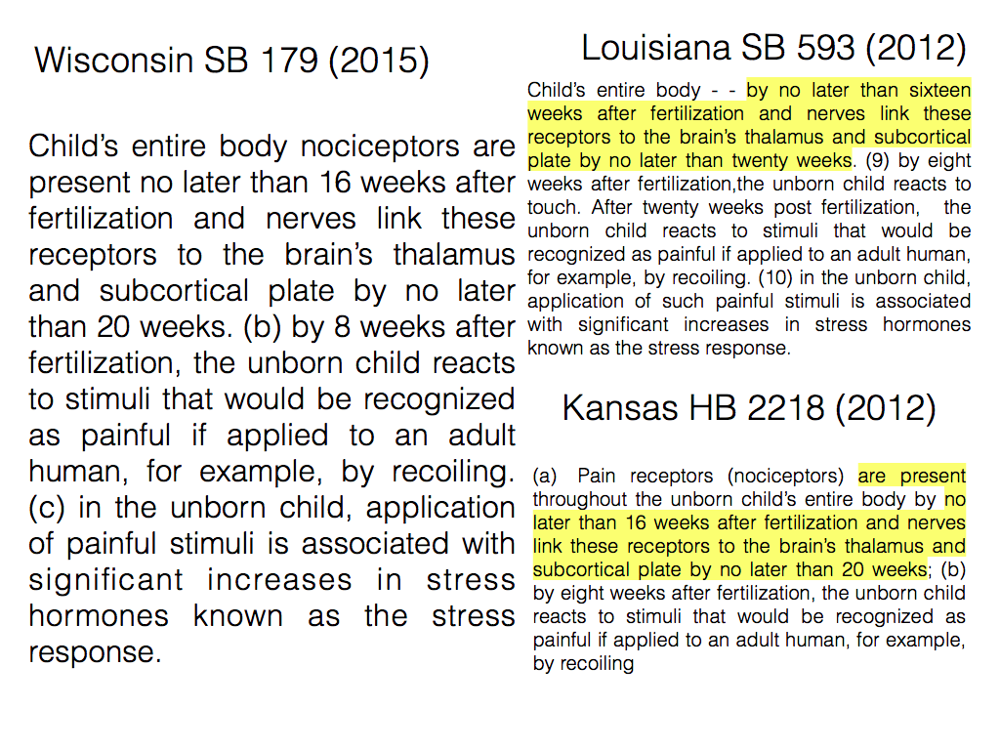 Wisconsin SB 179 (2015)
Child’s entire body nociceptors are
present no later than 16 weeks after
fertilization and nerves link these
receptors to the brain’s thalamus
and subcortical plate by no later
than 20 weeks. (b) by 8 weeks after
fertilization, the unborn child reacts
to stimuli that would be recognized
as painful if applied to an adult
human, for example, by recoiling.
(c) in the unborn child, application
of painful stimuli is associated with
significant increases in stress
hormones known as the stress
response.
Louisiana SB 593 (2012)
Child’s entire body - - by no later than sixteen
weeks after fertilization and nerves link these
receptors to the brain’s thalamus and subcortical
plate by no later than twenty weeks. (9) by eight
weeks after fertilization,the unborn child reacts to
touch. After twenty weeks post fertilization, the
unborn child reacts to stimuli that would be
recognized as painful if applied to an adult human,
for example, by recoiling. (10) in the unborn child,
application of such painful stimuli is associated
with significant increases in stress hormones
known as the stress response.
Kansas HB 2218 (2012)
(a) Pain receptors (nociceptors) are present
throughout the unborn child’s entire body by no
later than 16 weeks after fertilization and nerves
link these receptors to the brain’s thalamus and
subcortical plate by no later than 20 weeks; (b)
by eight weeks after fertilization, the unborn child
reacts to stimuli that would be recognized as
painful if applied to an adult human, for example,
by recoiling